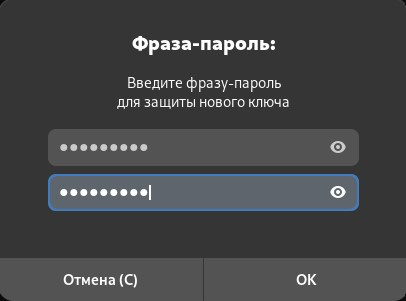 Фраза-пароль:
Введите фразу-пароль
для защиты нового ключа
●●●●●●●●●
●●●●●●●●●
Отмена (C)
OK